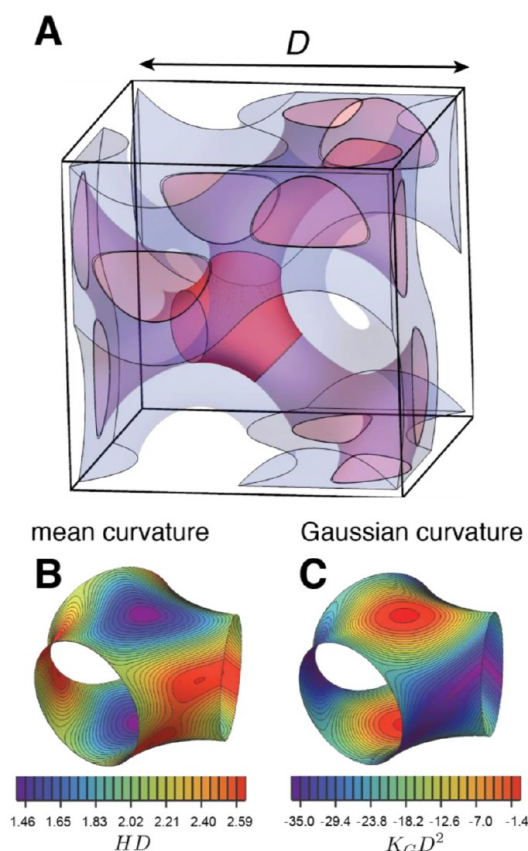 A
D
mean curvature
Gaussian curvature
B
C
1.46 1.65 1.83 2.02 2.21 2.40 2.59
HD
-35.0 -29.4 -23.8 -18.2 -12.6 -7.0 -1.4
K_G D^2